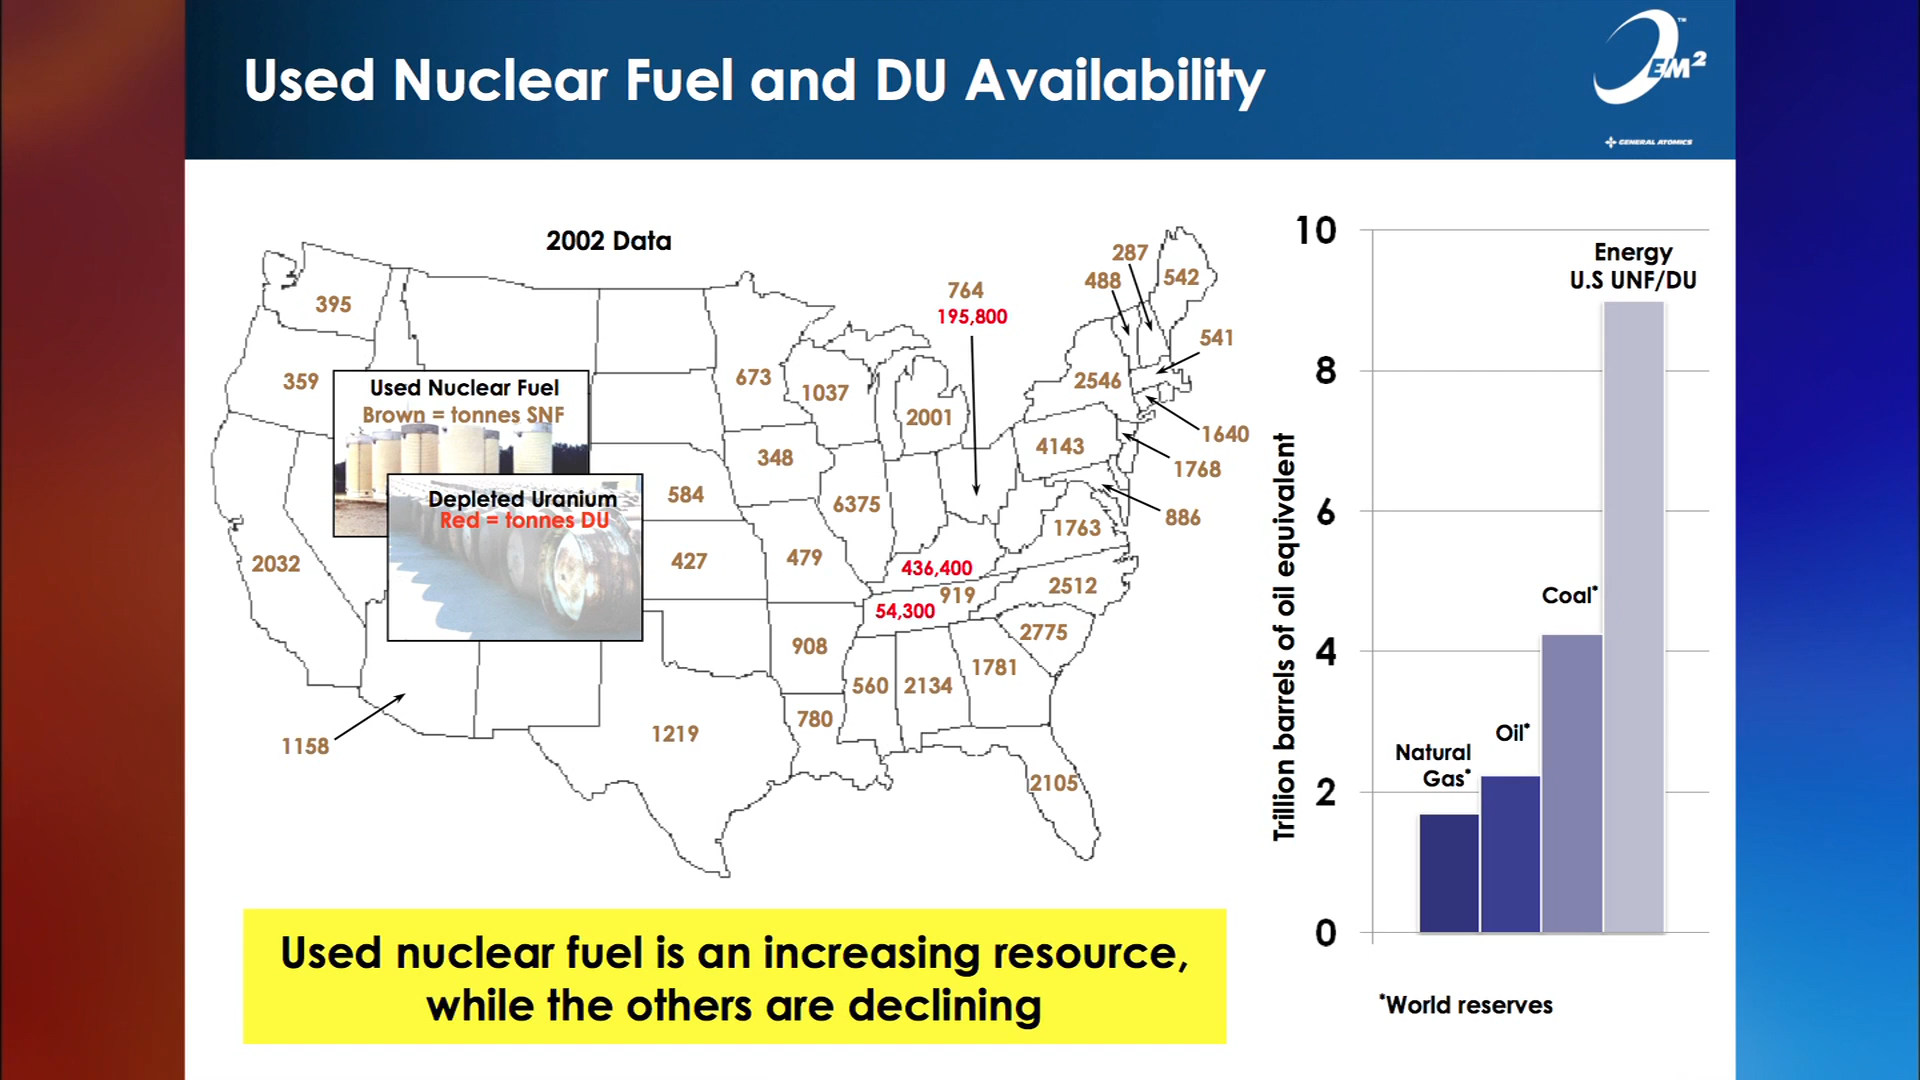 Used Nuclear Fuel and DU Availability
EM²
™
GENERAL ATOMICS
2002 Data
395
359
2032
1158
Used Nuclear Fuel
Brown = tonnes SNF
Depleted Uranium
Red = tonnes DU
584
427
1219
673
348
479
908
780
1037
6375
560
2134
2001
764
195,800
436,400
919
54,300
1781
2105
2775
2512
1763
4143
2546
488
287
542
541
1640
1768
886
Used nuclear fuel is an increasing resource,
while the others are declining
Trillion barrels of oil equivalent
10
8
6
4
2
0
Natural
Gas*
Oil*
Coal*
Energy
U.S UNF/DU
*World reserves